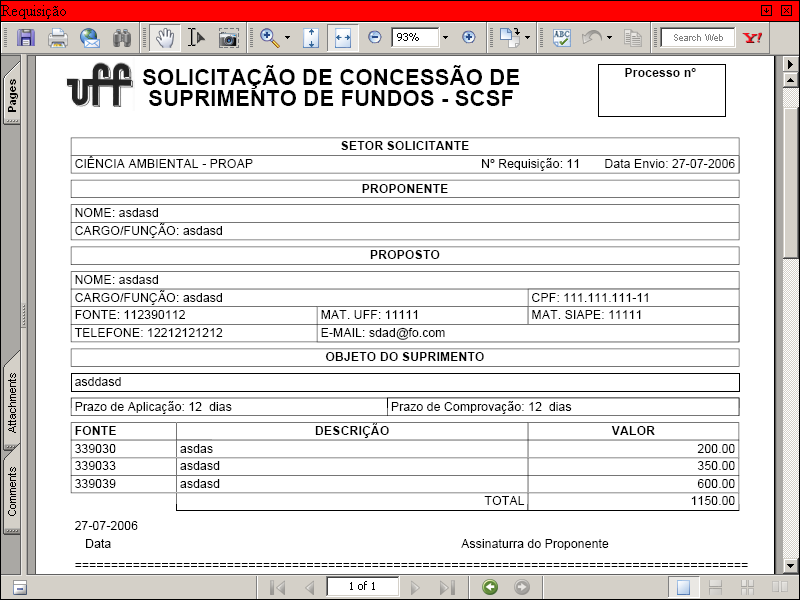 Requisição
93%
Search Web
Y!
ABC
Pages
Attachments
Comments
uff
SOLICITAÇÃO DE CONCESSÃO DE
SUPRIMENTO DE FUNDOS - SCSF
Processo nº
SETOR SOLICITANTE
CIÊNCIA AMBIENTAL - PROAP Nº Requisição: 11 Data Envio: 27-07-2006
PROPONENTE
NOME: asdasd
CARGO/FUNÇÃO: asdasd
PROPOSTO
NOME: asdasd
CARGO/FUNÇÃO: asdasd CPF: 111.111.111-11
FONTE: 112390112 MAT. UFF: 11111 MAT. SIAPE: 11111
TELEFONE: 12212121212 E-MAIL: sdad@fo.com
OBJETO DO SUPRIMENTO
asddasd
Prazo de Aplicação: 12 dias Prazo de Comprovação: 12 dias
FONTE DESCRIÇÃO VALOR
339030 asdas 200.00
339033 asdasd 350.00
339039 asdasd 600.00
TOTAL 1150.00
27-07-2006
Data Assinaturra do Proponente
==========================================================================================
1 of 1